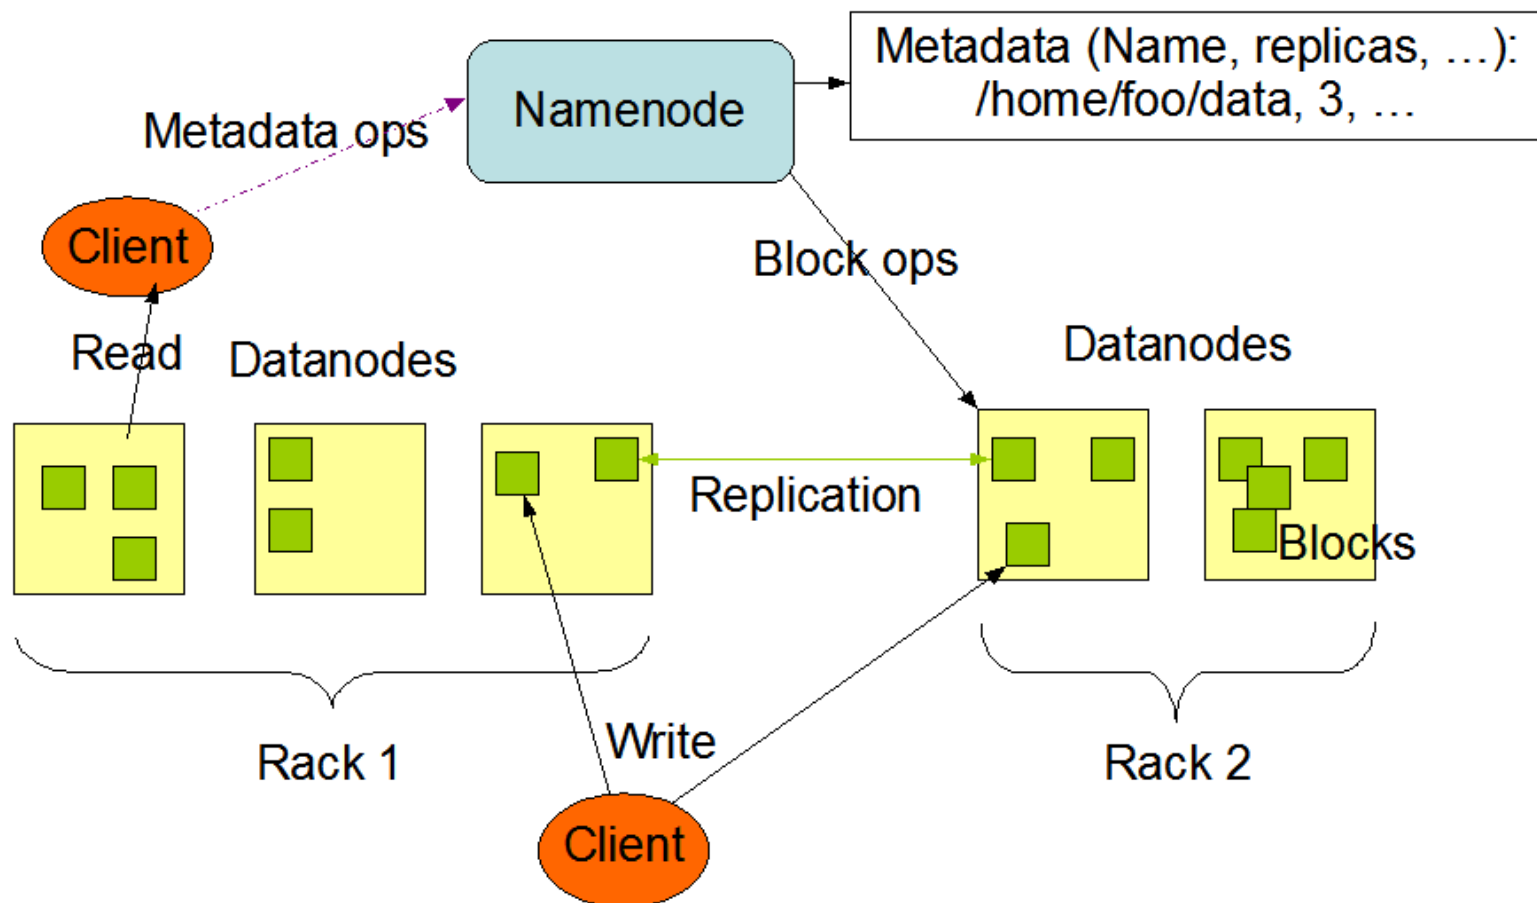 Metadata (Name, replicas, …):
/home/foo/data, 3, …
Namenode
Metadata ops
Client
Block ops
Read
Datanodes
Datanodes
Replication
Blocks
Rack 1
Write
Rack 2
Client